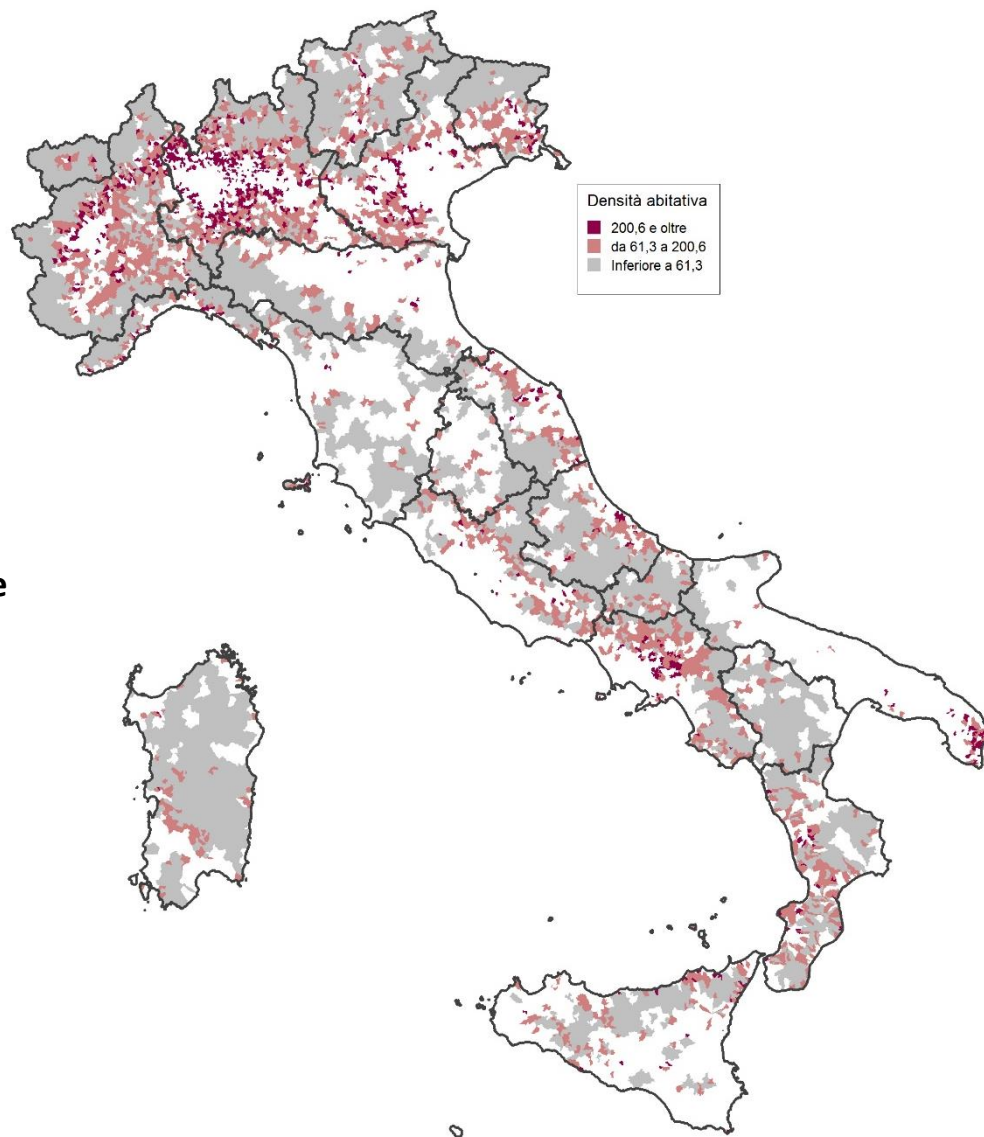 Densità abitativa
200,6 e oltre
da 61,3 a 200,6
Inferiore a 61,3
e